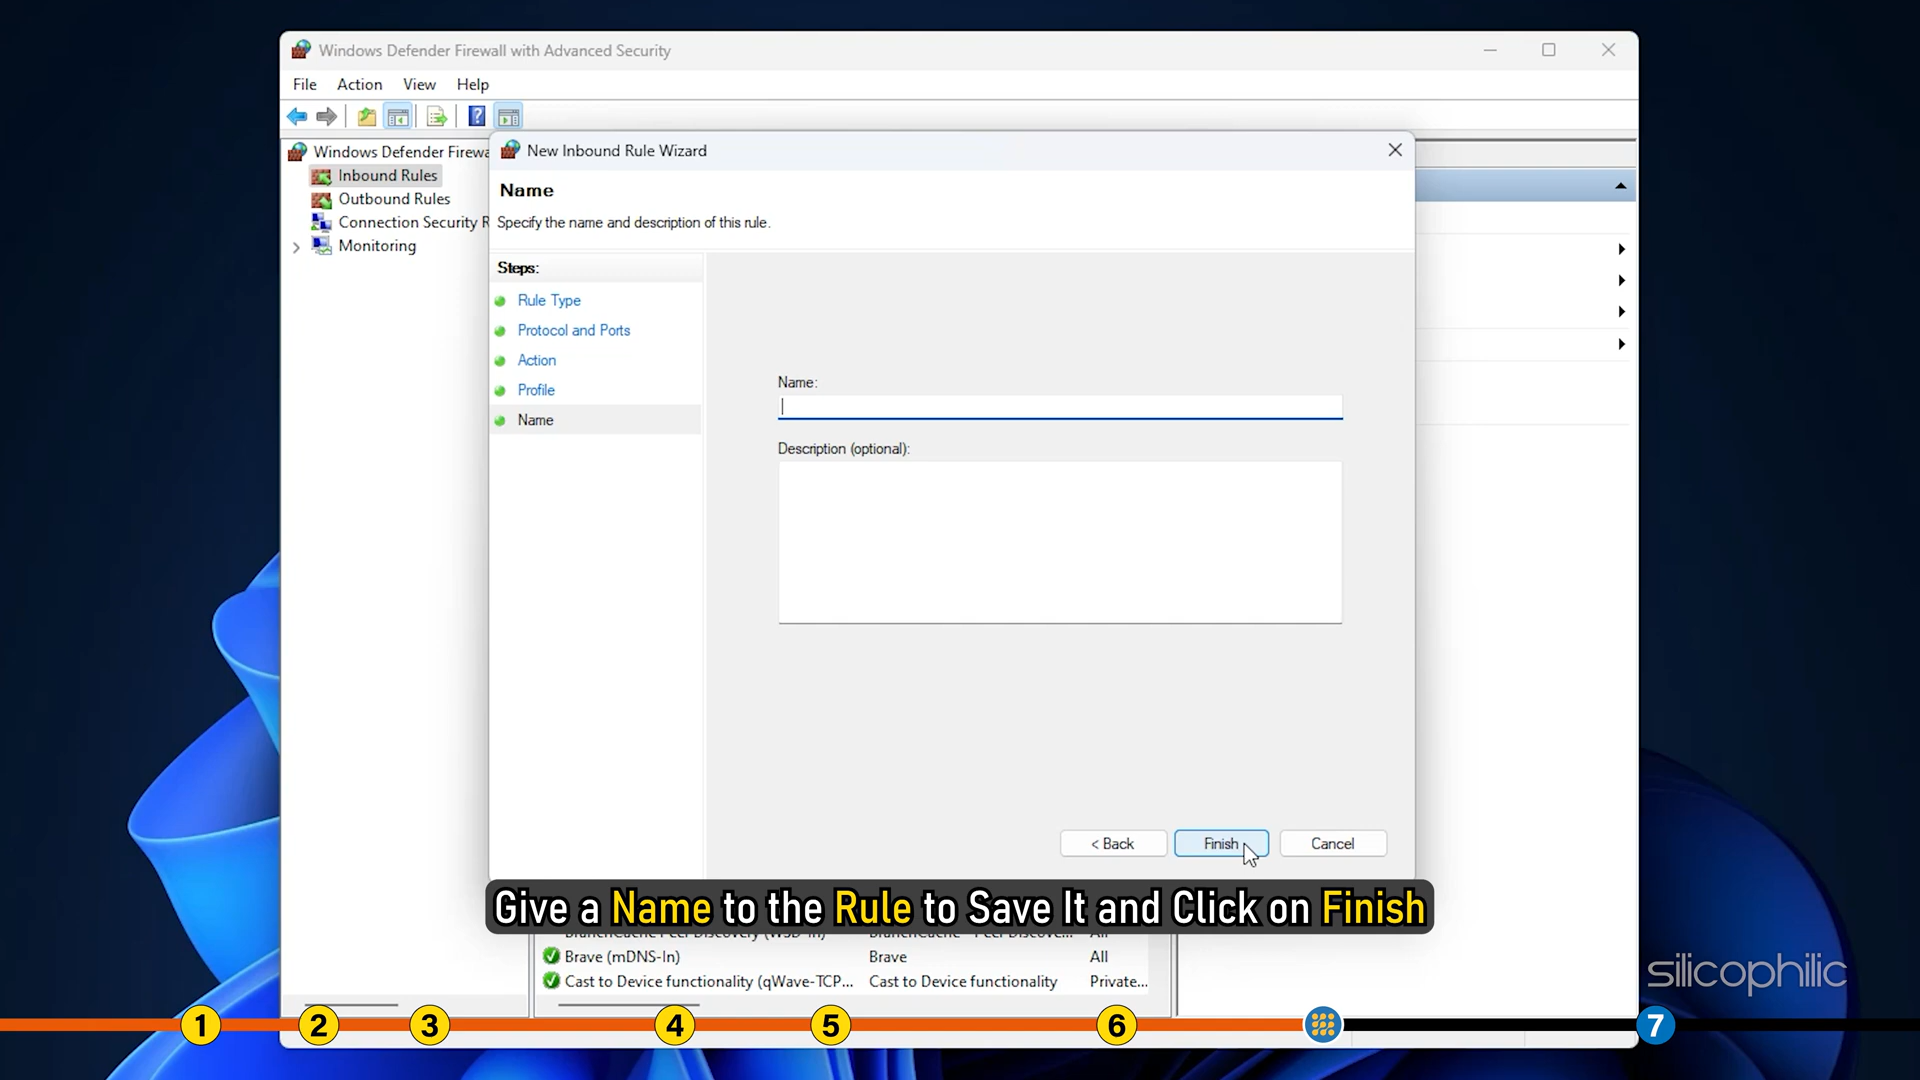 Windows Defender Firewall with Advanced Security
File Action View Help
Windows Defender Firewa
Inbound Rules
Outbound Rules
Connection Security R
Monitoring
New Inbound Rule Wizard
Name
Specify the name and description of this rule.
Steps:
Rule Type
Protocol and Ports
Action
Profile
Name
Name:
Description (optional):
< Back Finish Cancel
Give a Name to the Rule to Save It and Click on Finish
Brave (mDNS-In) Brave All
Cast to Device functionality (qWave-TCP... Cast to Device functionality Private...
silicophilic
1 2 3 4 5 6 7